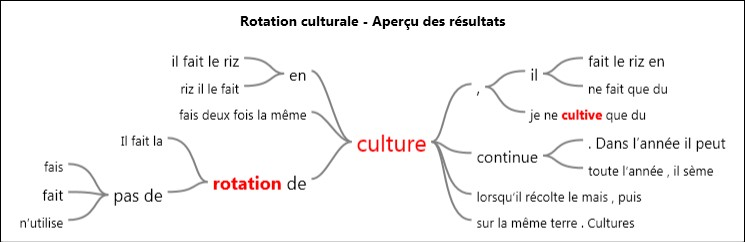 Rotation culturale - Aperçu des résultats
il fait le riz
riz il le fait
en
fais deux fois la même
Il fait la
fais
fait
n'utilise
pas de
rotation de
culture
,
il
fait le riz en
ne fait que du
je ne cultive que du
continue
. Dans l'année il peut
toute l'année , il sème
lorsqu'il récolte le mais , puis
sur la même terre . Cultures